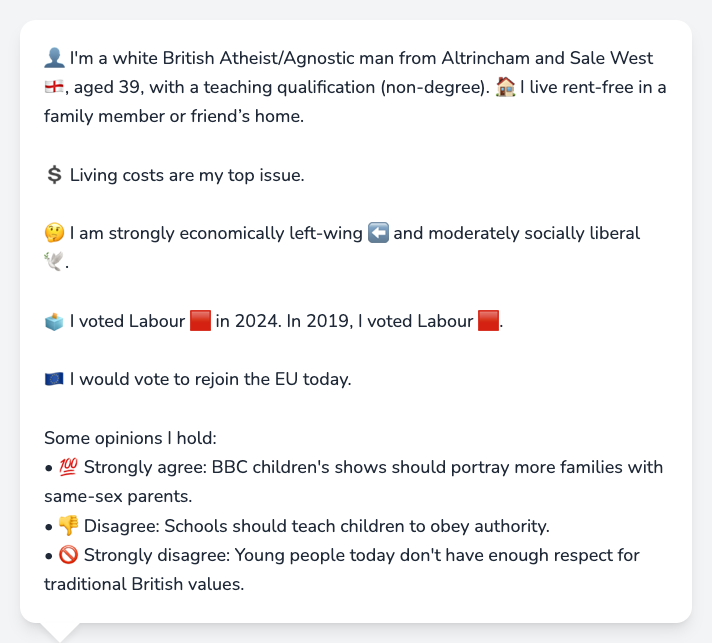 👤 I'm a white British Atheist/Agnostic man from Altrincham and Sale West
🏴󠁧󠁢󠁥󠁮󠁧󠁿, aged 39, with a teaching qualification (non-degree). 🏠 I live rent-free in a
family member or friend’s home.
💲 Living costs are my top issue.
🤔 I am strongly economically left-wing ⬅️ and moderately socially liberal
🕊️.
🗳️ I voted Labour 🟥 in 2024. In 2019, I voted Labour 🟥.
🇪🇺 I would vote to rejoin the EU today.
Some opinions I hold:
• 💯 Strongly agree: BBC children's shows should portray more families with
same-sex parents.
• 👎 Disagree: Schools should teach children to obey authority.
• 🚫 Strongly disagree: Young people today don't have enough respect for
traditional British values.